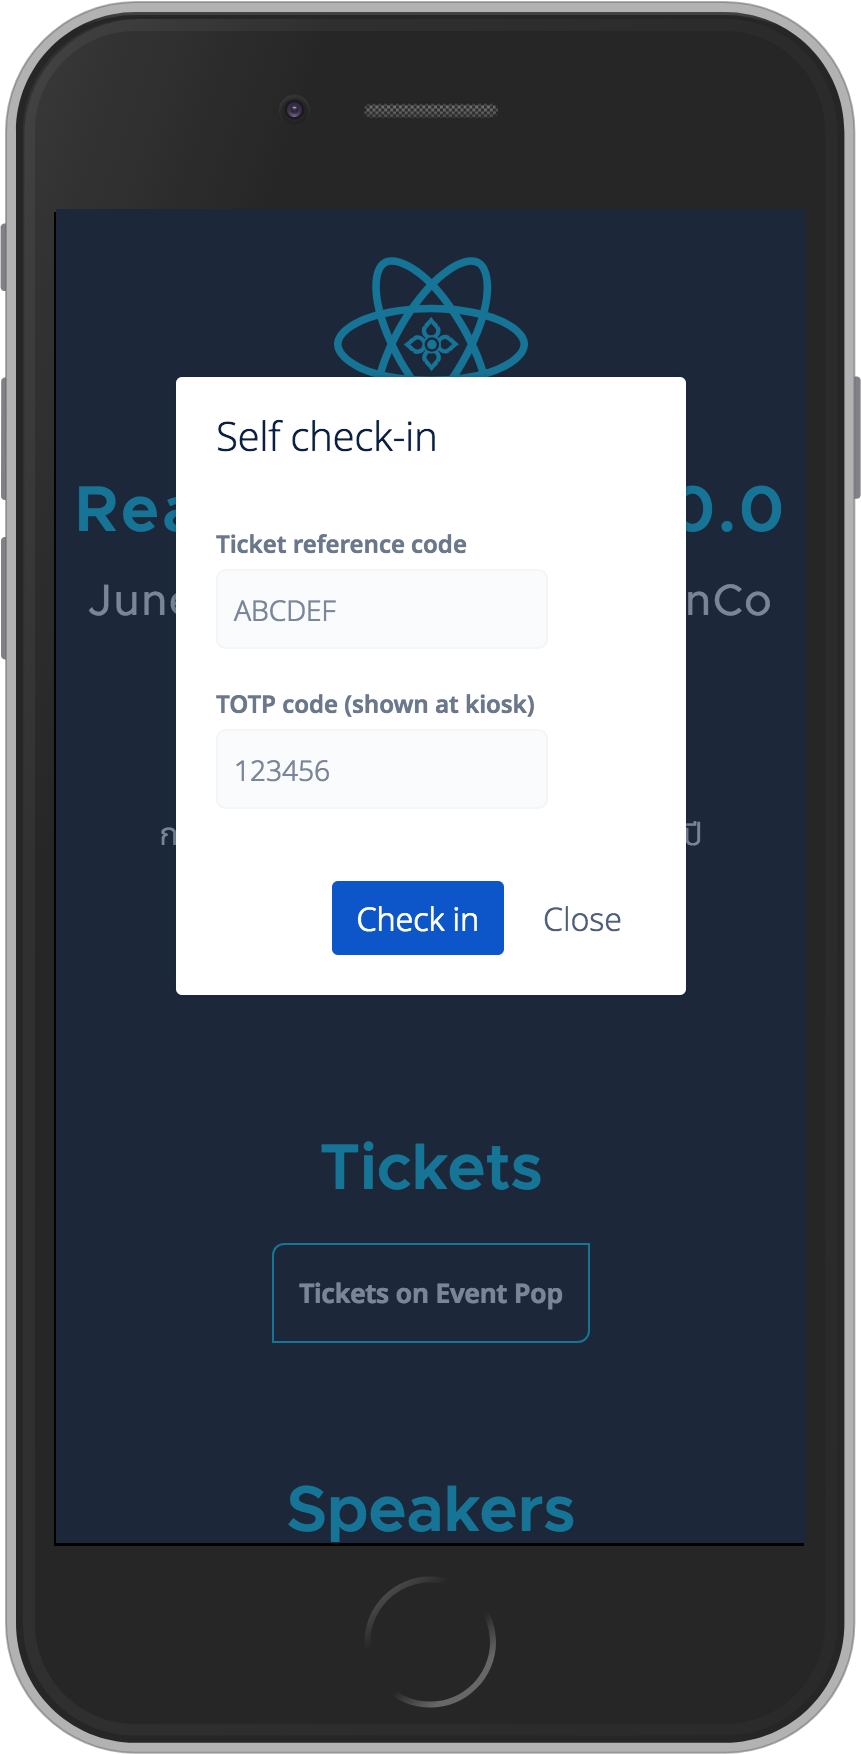 Self check-in
Rea 0.0
Ticket reference code
June nCo
ABCDEF
TOTP code (shown at kiosk)
123456
ก ปี
Check in Close
Tickets
Tickets on Event Pop
Speakers